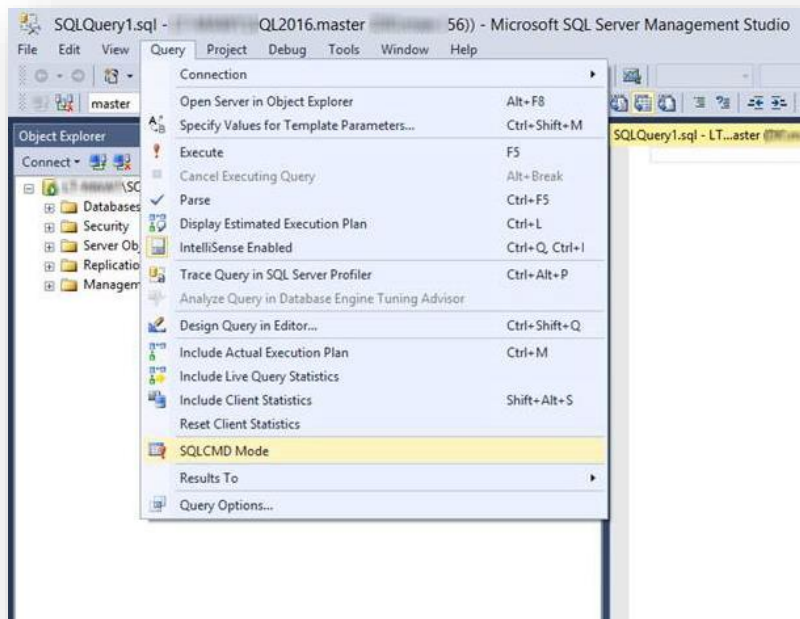 SQLQuery1.sql - QL2016.master 56)) - Microsoft SQL Server Management Studio
File Edit View Query Project Debug Tools Window Help
master
Object Explorer
Connect
\SC
Databases
Security
Server Ob
Replicatio
Managem
Connection
Open Server in Object Explorer Alt+F8
Specify Values for Template Parameters... Ctrl+Shift+M
Execute F5
Cancel Executing Query Alt+Break
Parse Ctrl+F5
Display Estimated Execution Plan Ctrl+L
IntelliSense Enabled Ctrl+Q, Ctrl+I
Trace Query in SQL Server Profiler Ctrl+Alt+P
Analyze Query in Database Engine Tuning Advisor
Design Query in Editor... Ctrl+Shift+Q
Include Actual Execution Plan Ctrl+M
Include Live Query Statistics
Include Client Statistics Shift+Alt+S
Reset Client Statistics
SQLCMD Mode
Results To
Query Options...
SQLQuery1.sql - LT...aster